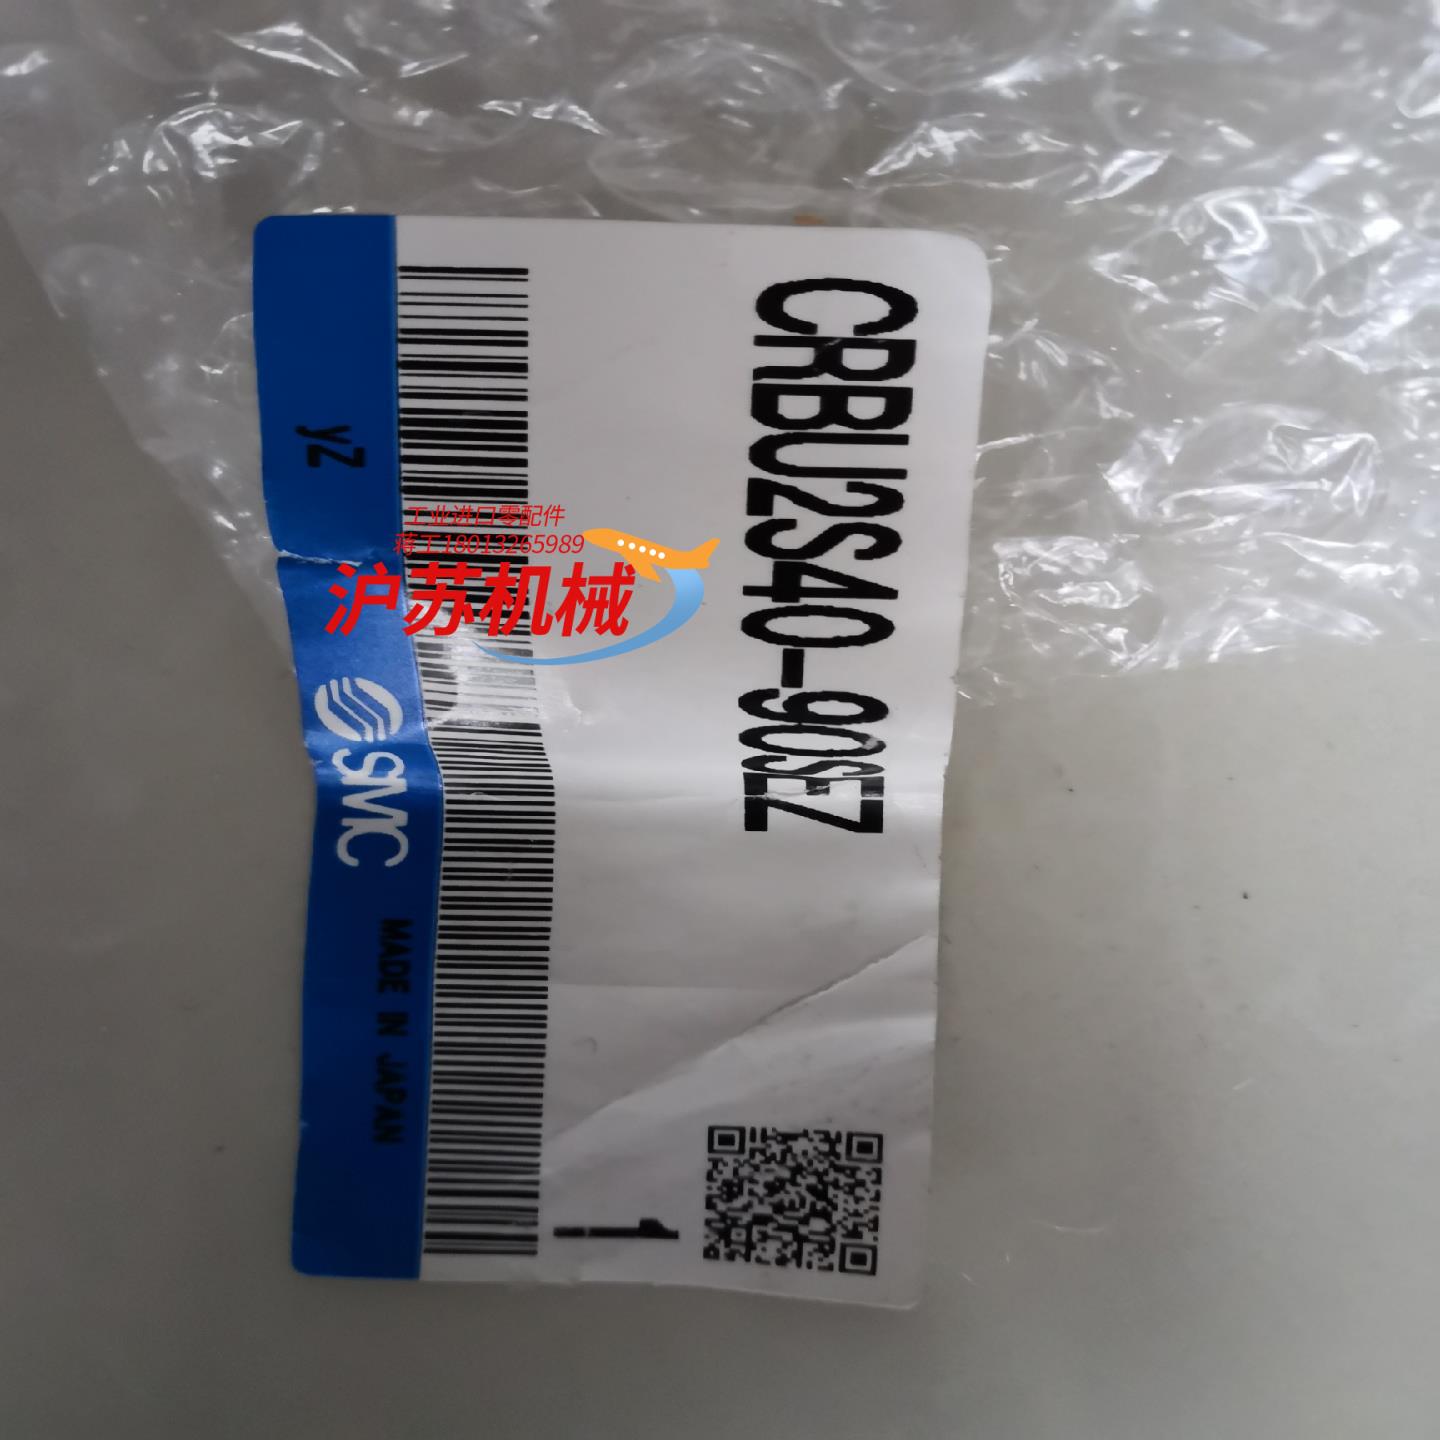 CRBU2S40-90SEZ
1
yZ
SMC
MADE IN JAPAN
工业进口零配件
蒋工18013265989
沪苏机械